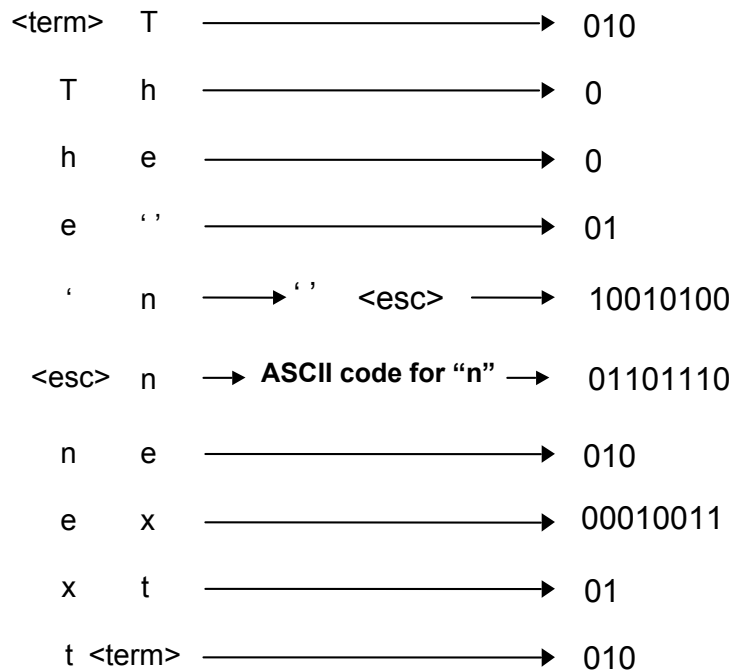 <term> T 010
T h 0
h e 0
e ‘ ’ 01
‘ n ‘ ’ <esc> 10010100
<esc> n ASCII code for “n” 01101110
n e 010
e x 00010011
x t 01
t <term> 010